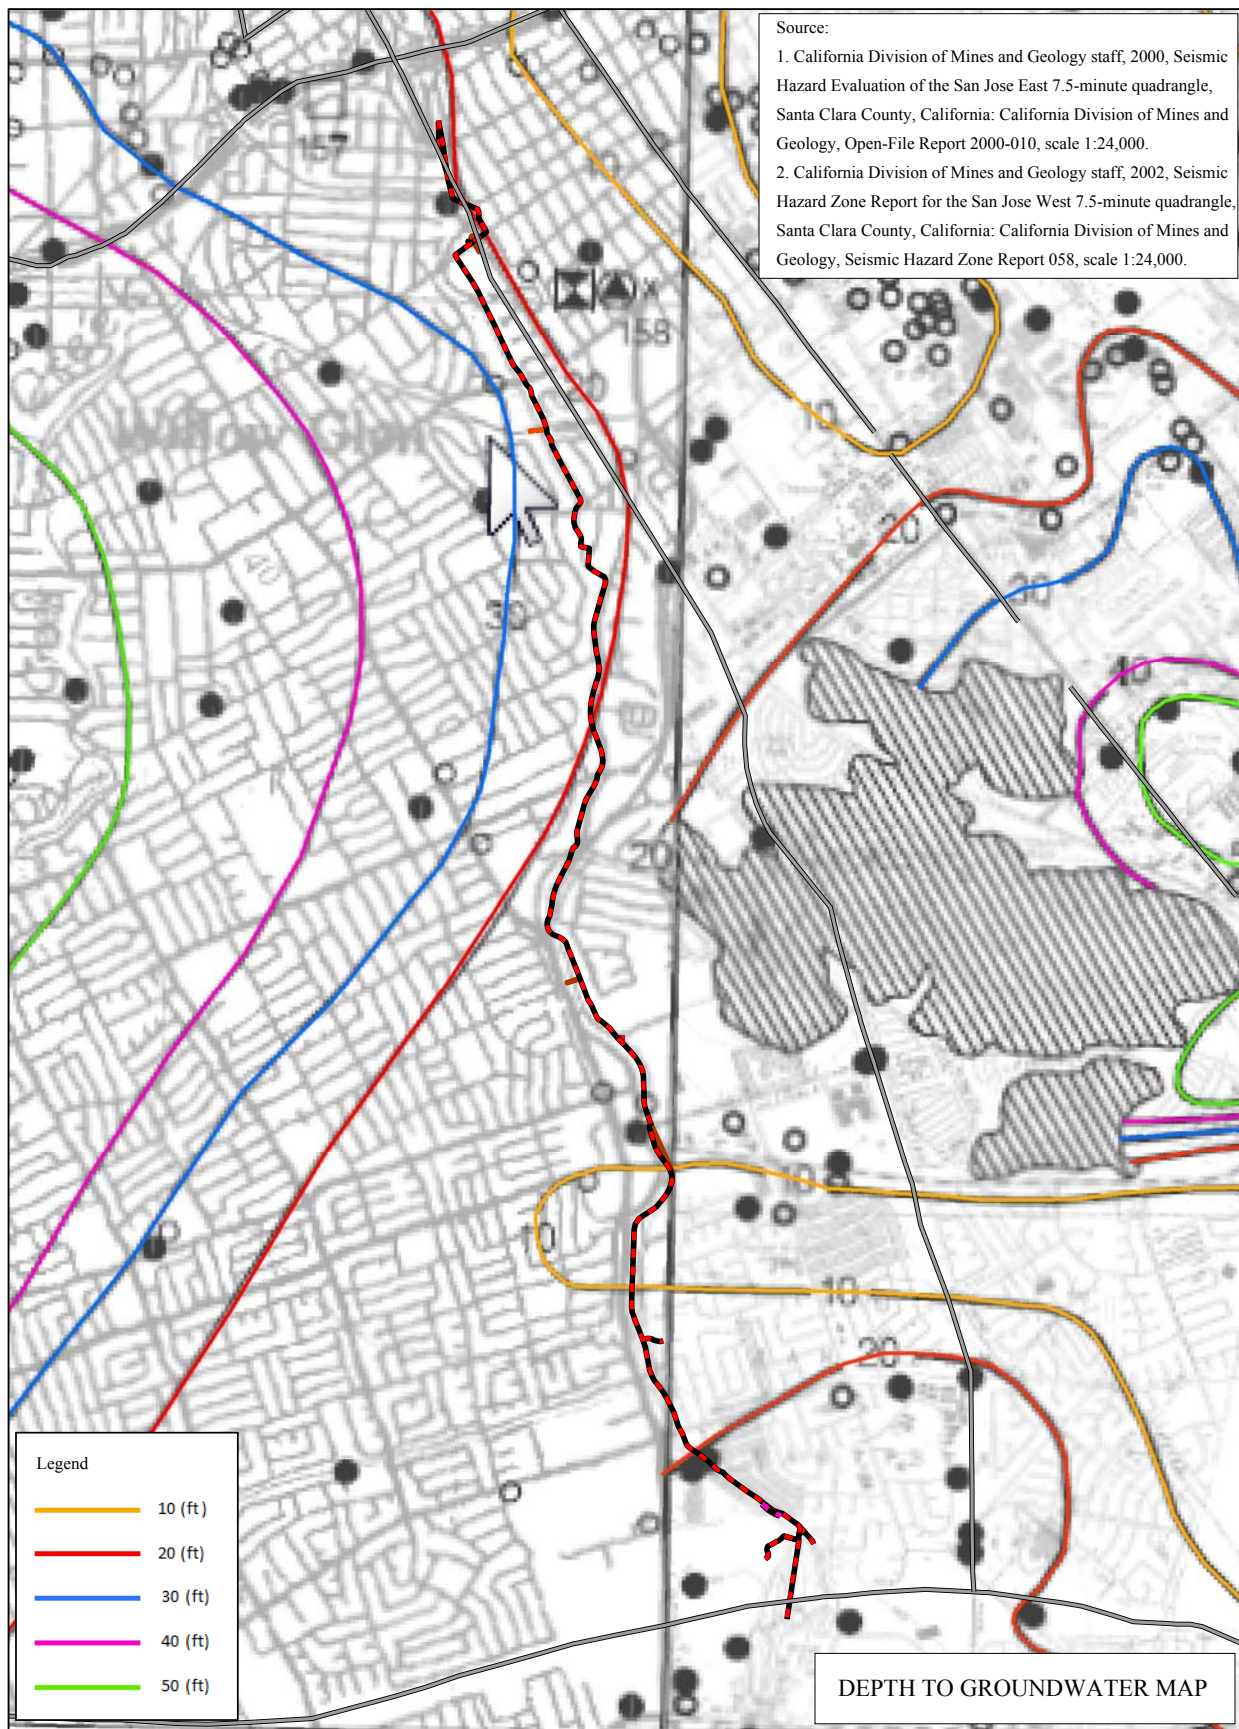 Source:
1. California Division of Mines and Geology staff, 2000, Seismic
Hazard Evaluation of the San Jose East 7.5-minute quadrangle,
Santa Clara County, California: California Division of Mines and
Geology, Open-File Report 2000-010, scale 1:24,000.
2. California Division of Mines and Geology staff, 2002, Seismic
Hazard Zone Report for the San Jose West 7.5-minute quadrangle,
Santa Clara County, California: California Division of Mines and
Geology, Seismic Hazard Zone Report 058, scale 1:24,000.
157
X
158
20
10
20
30
30
40
20
10
10
10
20
Legend
10 (ft)
20 (ft)
30 (ft)
40 (ft)
50 (ft)
DEPTH TO GROUNDWATER MAP